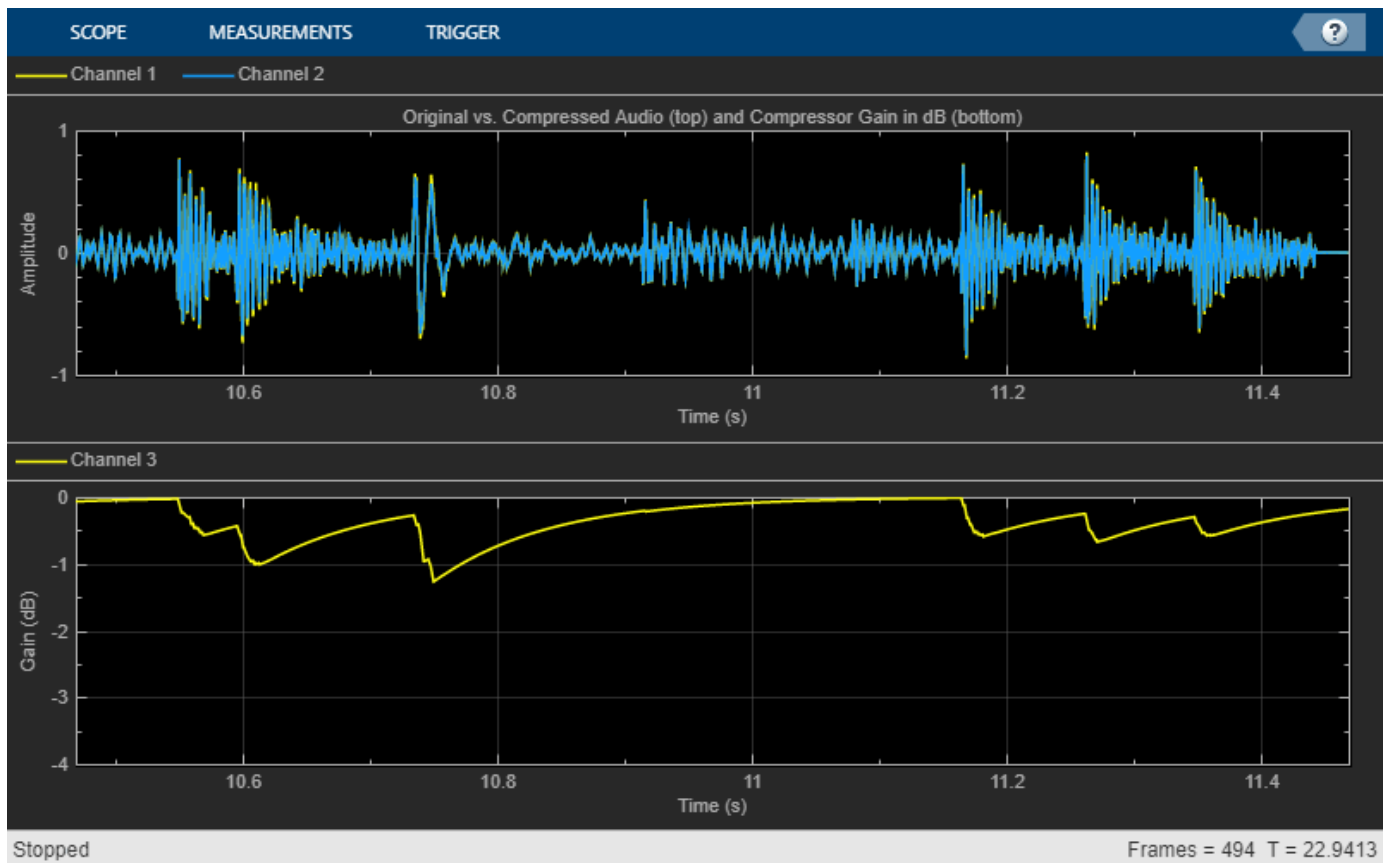 SCOPE MEASUREMENTS TRIGGER ?
Channel 1 Channel 2
Original vs. Compressed Audio (top) and Compressor Gain in dB (bottom)
1
0
-1
Amplitude
10.6 10.8 11 11.2 11.4
Time (s)
Channel 3
0
-1
-2
-3
-4
Gain (dB)
10.6 10.8 11 11.2 11.4
Time (s)
Stopped Frames = 494 T = 22.9413